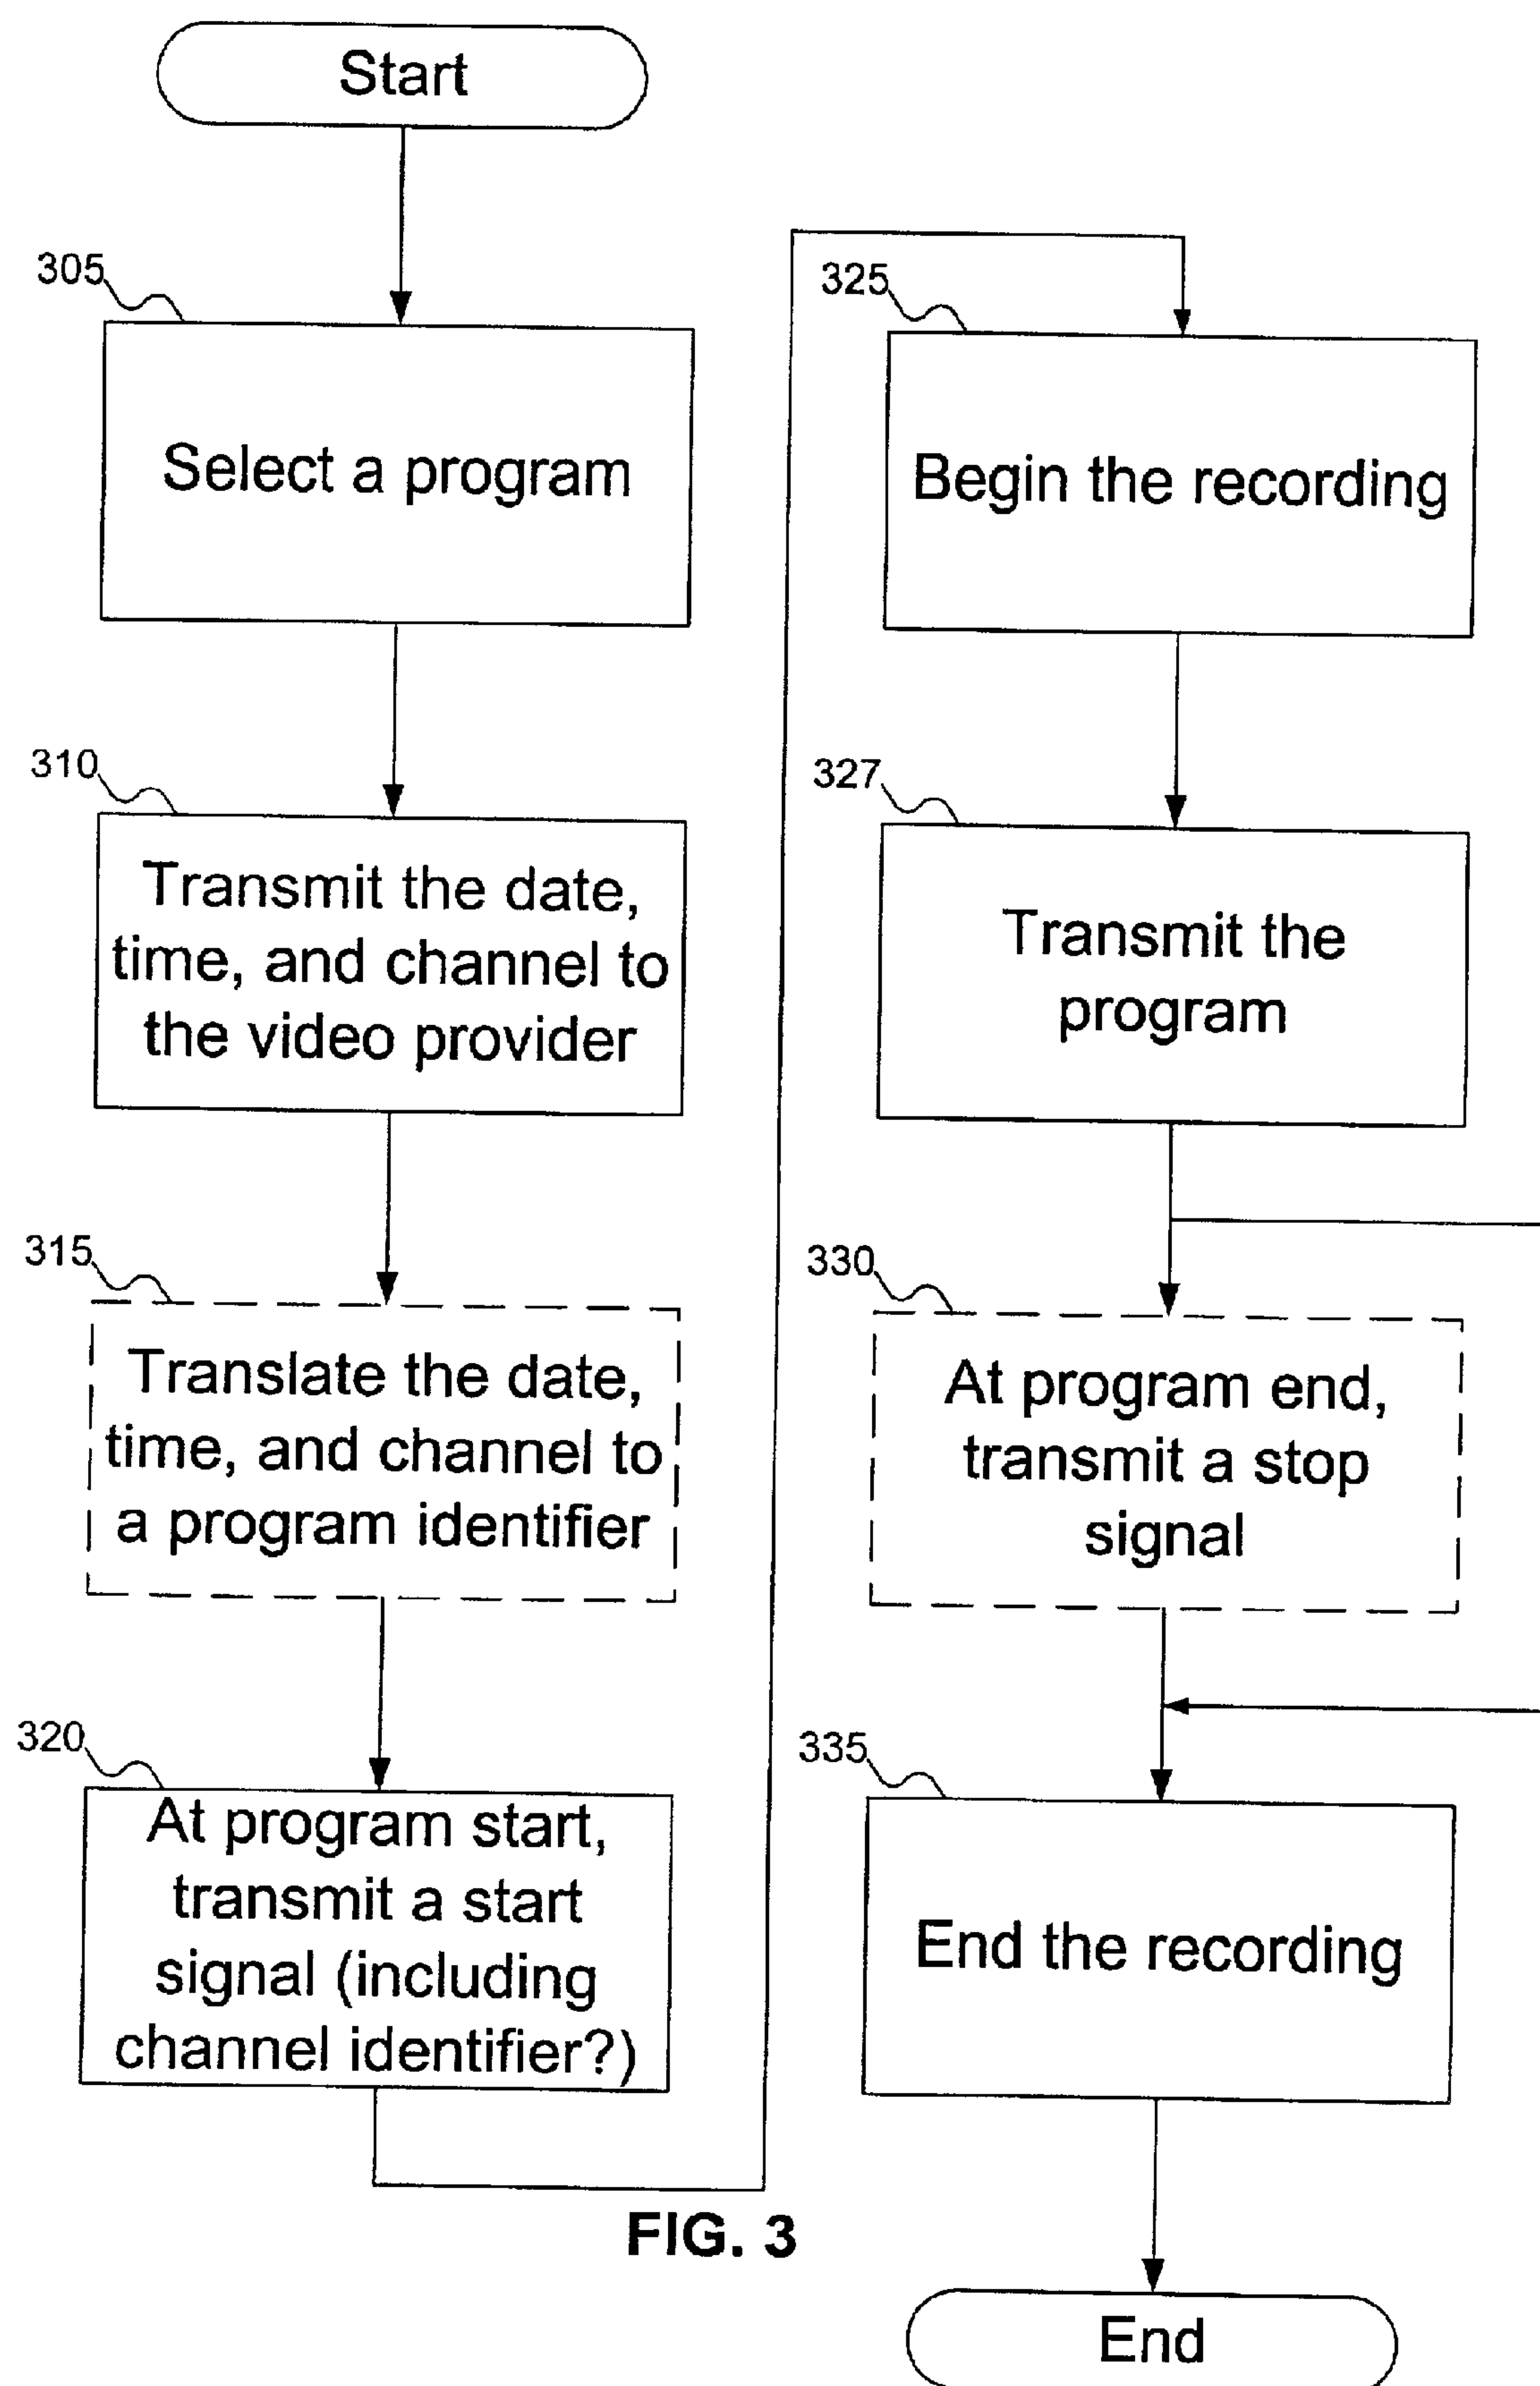 Start
305
Select a program
310
Transmit the date,
time, and channel to
the video provider
315
Translate the date,
time, and channel to
a program identifier
320
At program start,
transmit a start
signal (including
channel identifier?)
325
Begin the recording
327
Transmit the
program
330
At program end,
transmit a stop
signal
335
End the recording
End
FIG. 3